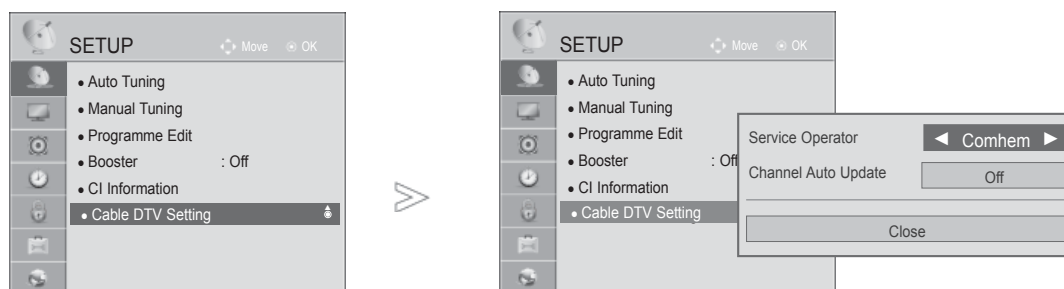 SETUP
Move OK
• Auto Tuning
• Manual Tuning
• Programme Edit
• Booster : Off
• CI Information
• Cable DTV Setting
SETUP
Move OK
• Auto Tuning
• Manual Tuning
• Programme Edit
• Booster : Off
• CI Information
• Cable DTV Setting
Service Operator ◄ Comhem ►
Channel Auto Update Off
Close